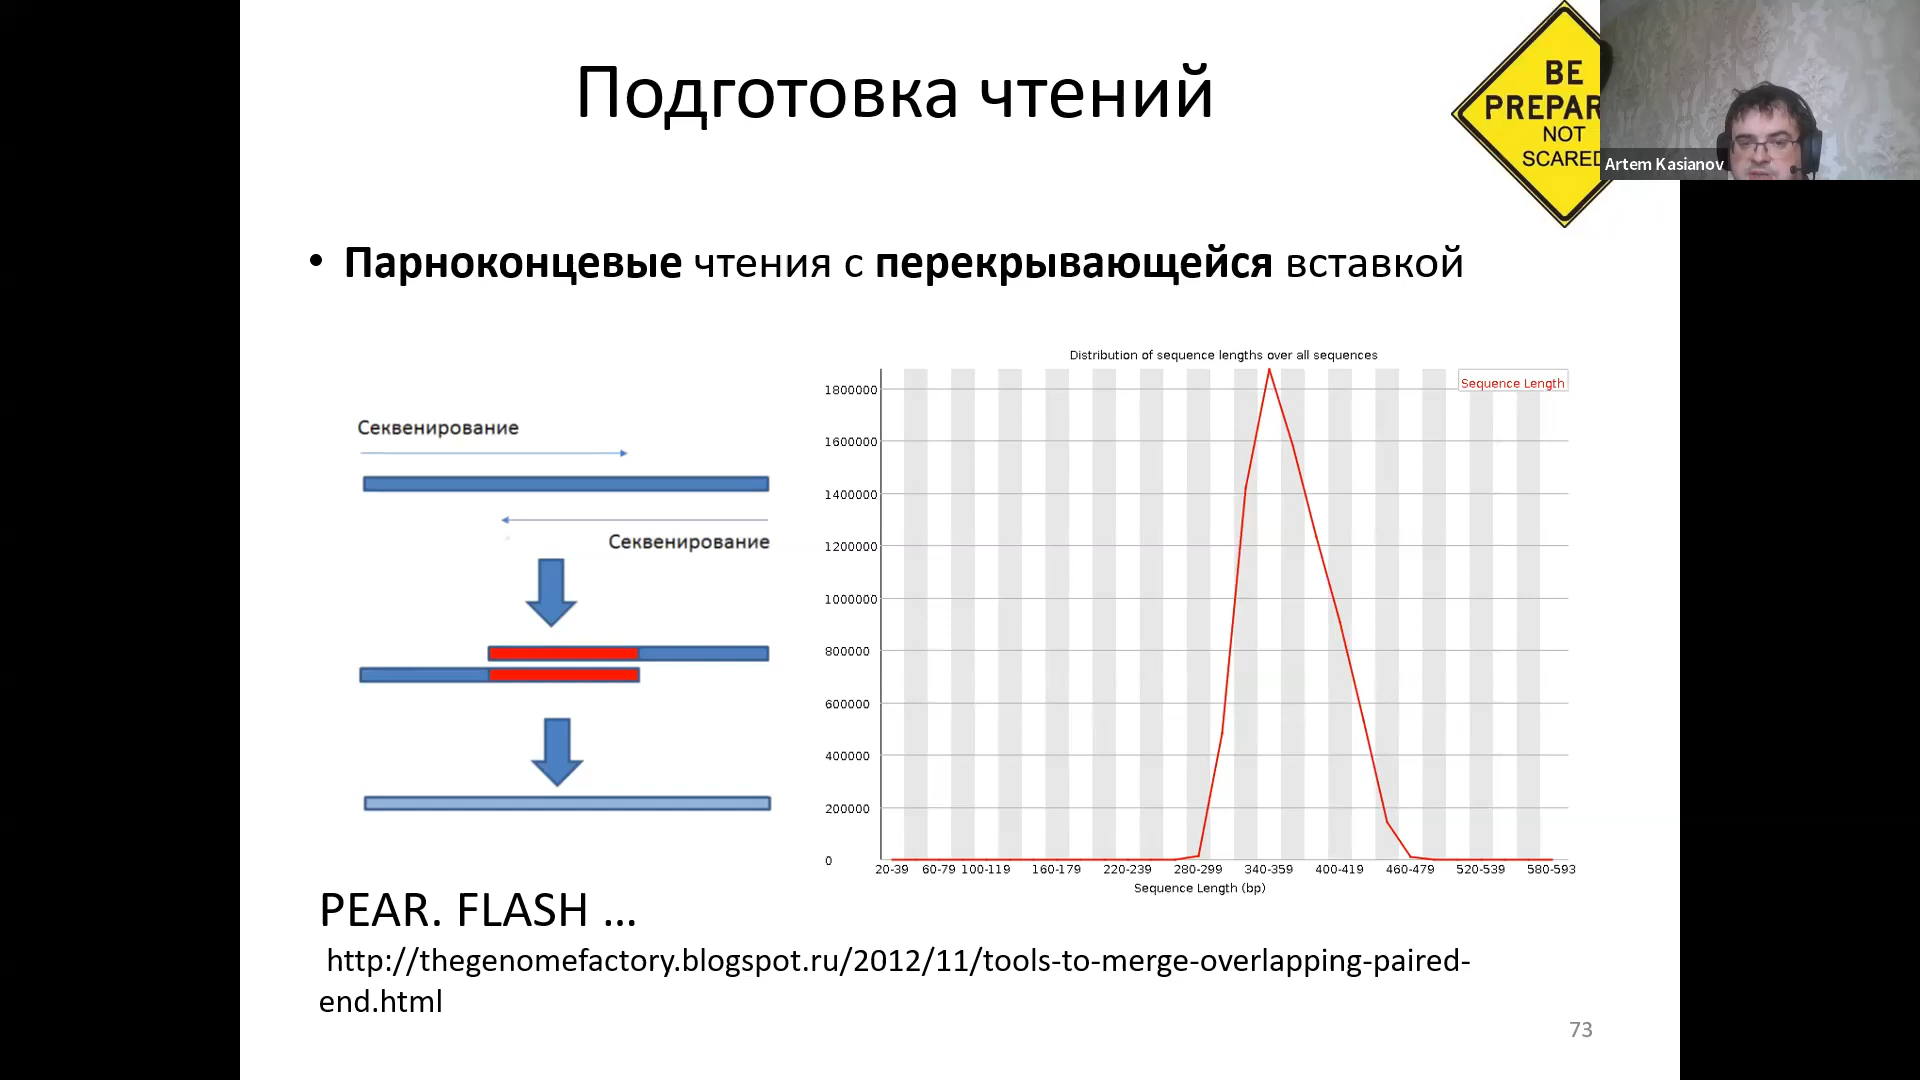 Подготовка чтений
BE
PREPAR
NOT
SCARED
Artem Kasianov
• Парноконцевые чтения с перекрывающейся вставкой
Секвенирование
Секвенирование
Distribution of sequence lengths over all sequences
Sequence Length
1800000
1600000
1400000
1200000
1000000
800000
600000
400000
200000
0
20-39 60-79 100-119 160-179 220-239 280-299 340-359 400-419 460-479 520-539 580-593
Sequence Length (bp)
PEAR. FLASH ...
http://thegenomefactory.blogspot.ru/2012/11/tools-to-merge-overlapping-paired-
end.html
73